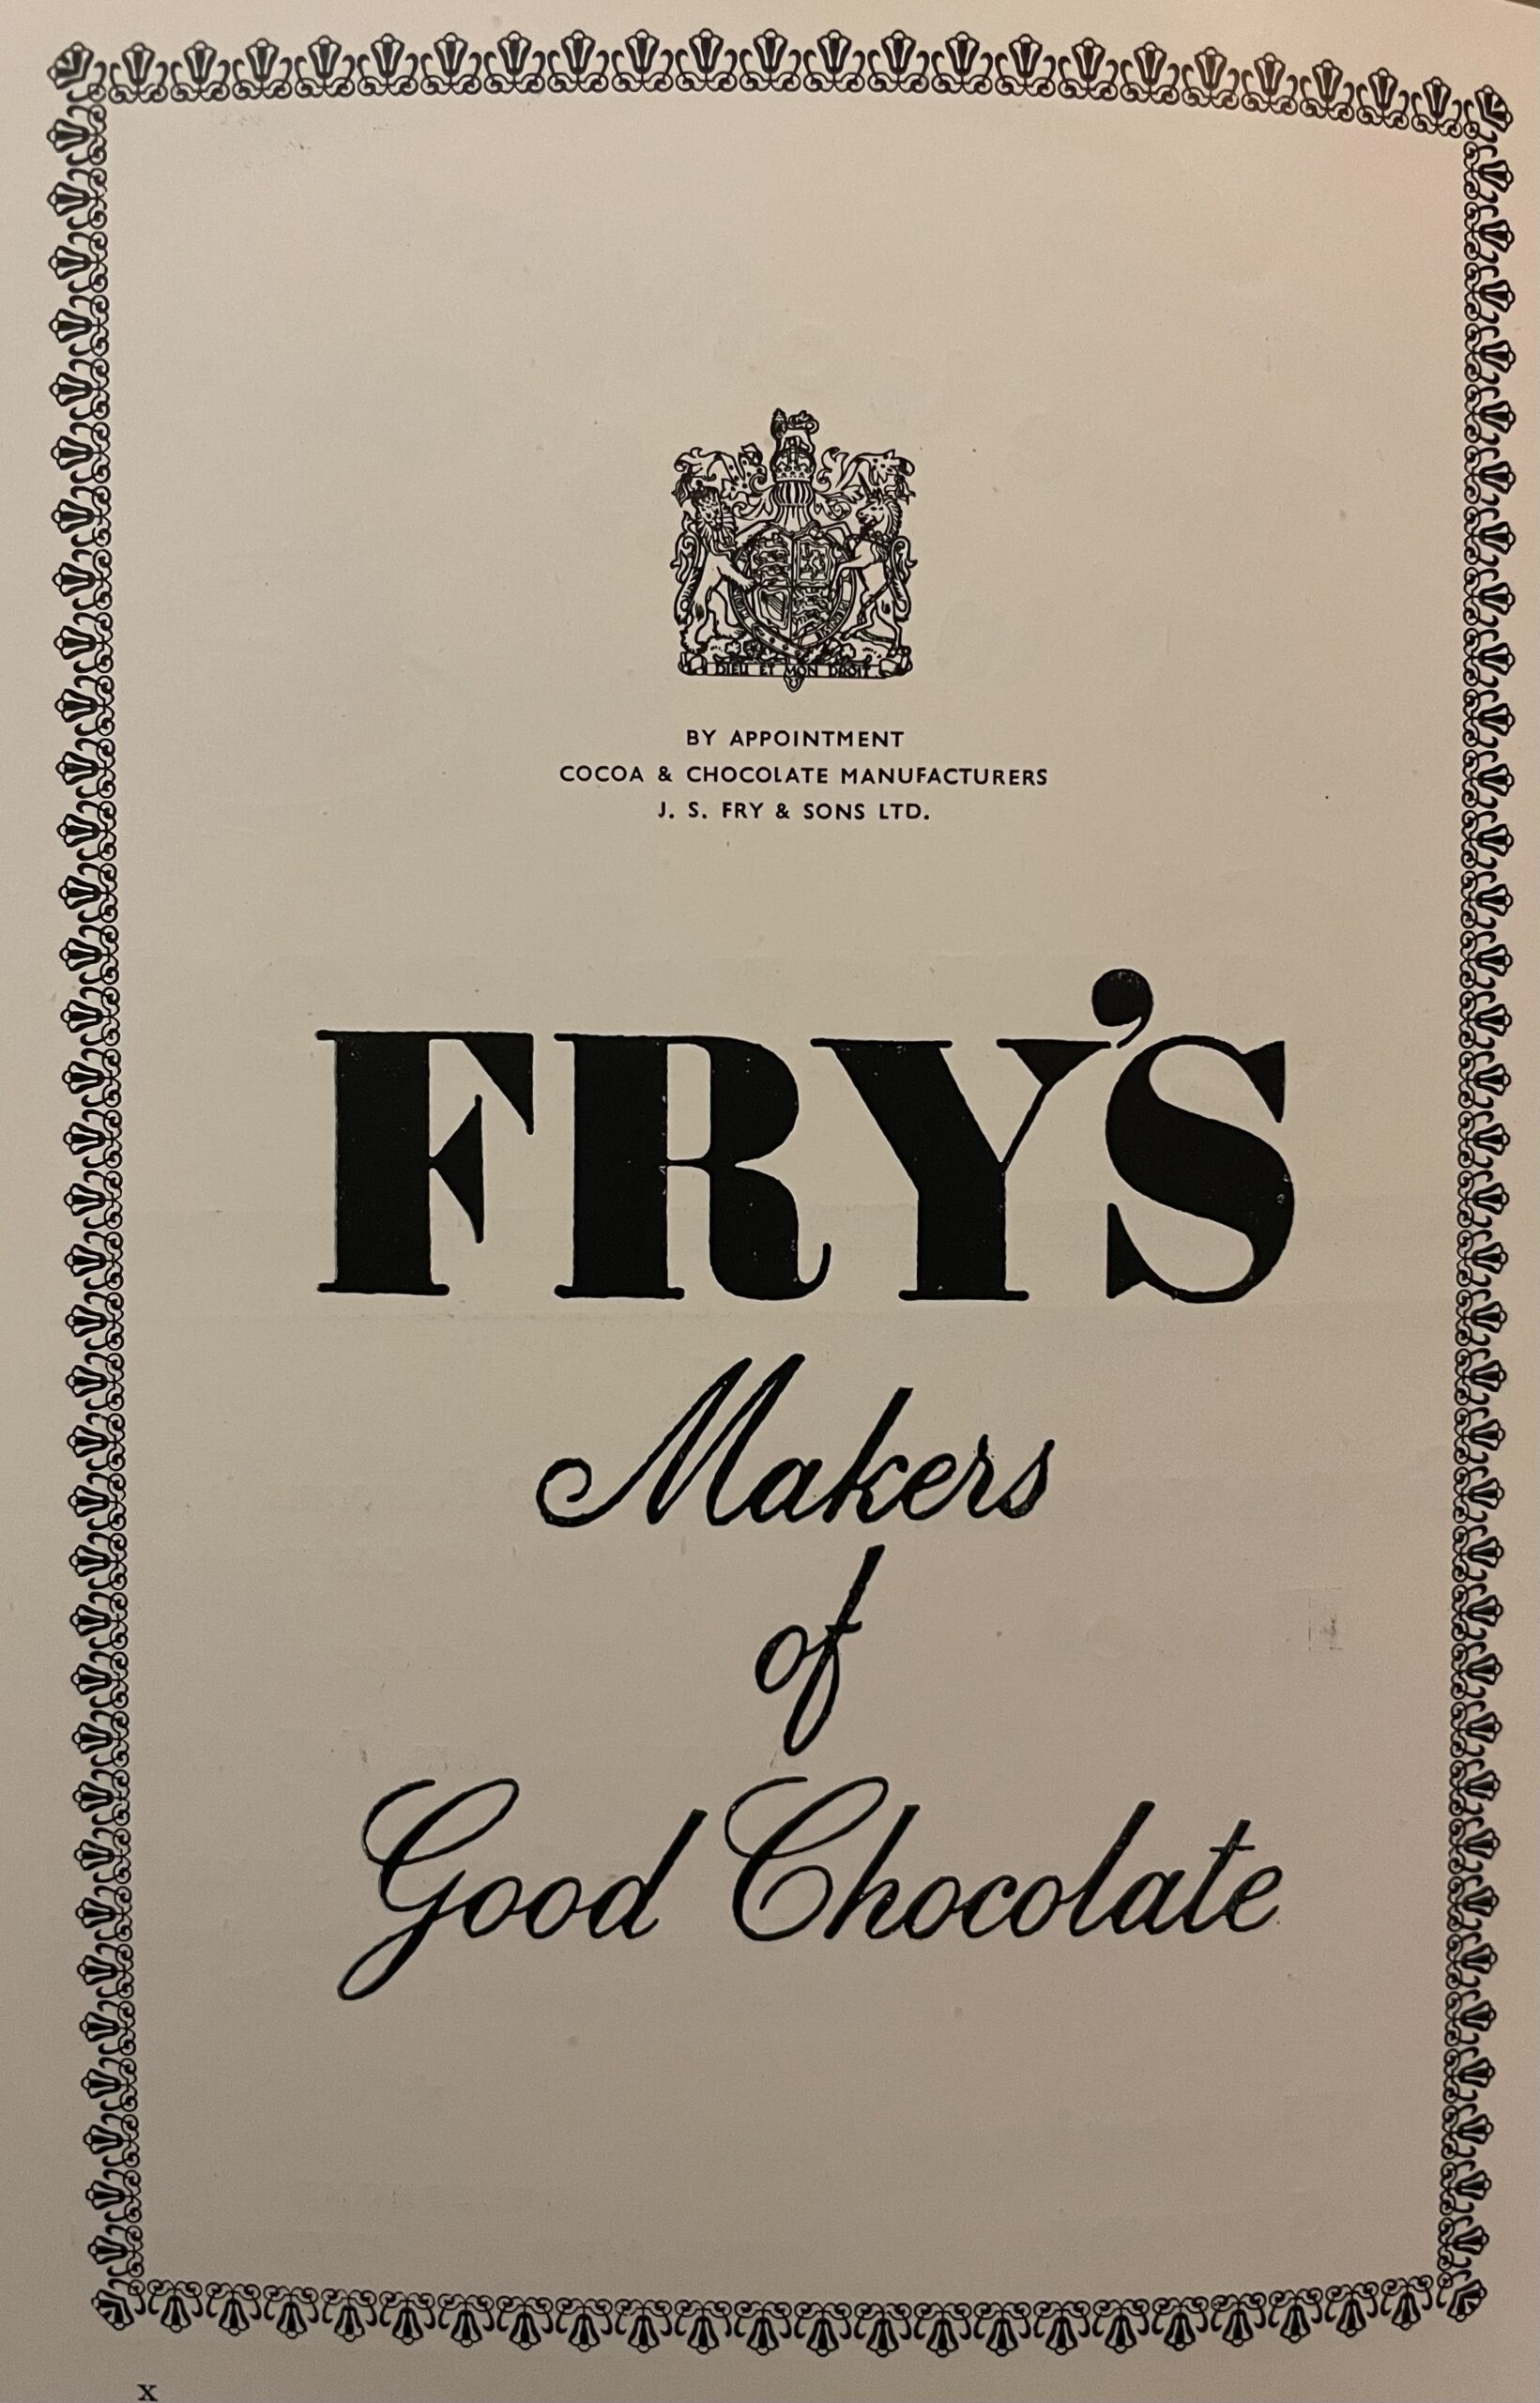 DIEU ET MON DROIT
BY APPOINTMENT
COCOA & CHOCOLATE MANUFACTURERS
J. S. FRY & SONS LTD.
FRY'S
Makers
of
Good Chocolate
x